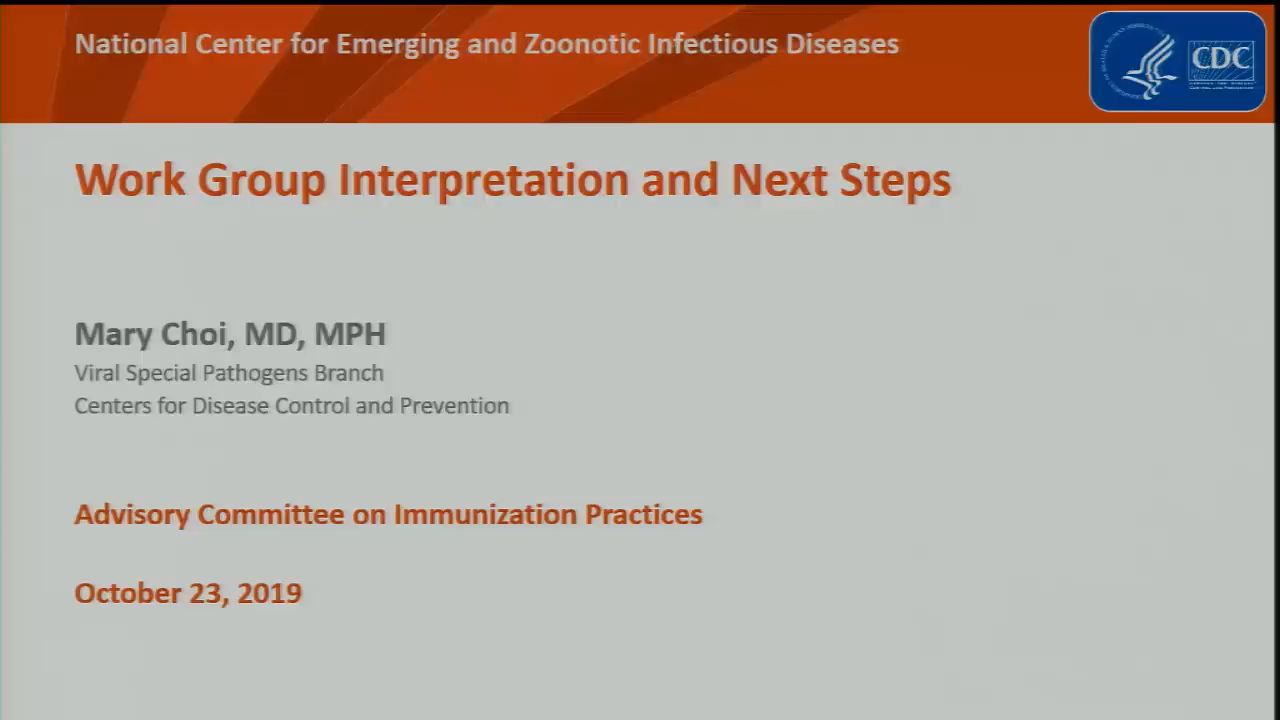 National Center for Emerging and Zoonotic Infectious Diseases
CDC
Work Group Interpretation and Next Steps
Mary Choi, MD, MPH
Viral Special Pathogens Branch
Centers for Disease Control and Prevention
Advisory Committee on Immunization Practices
October 23, 2019